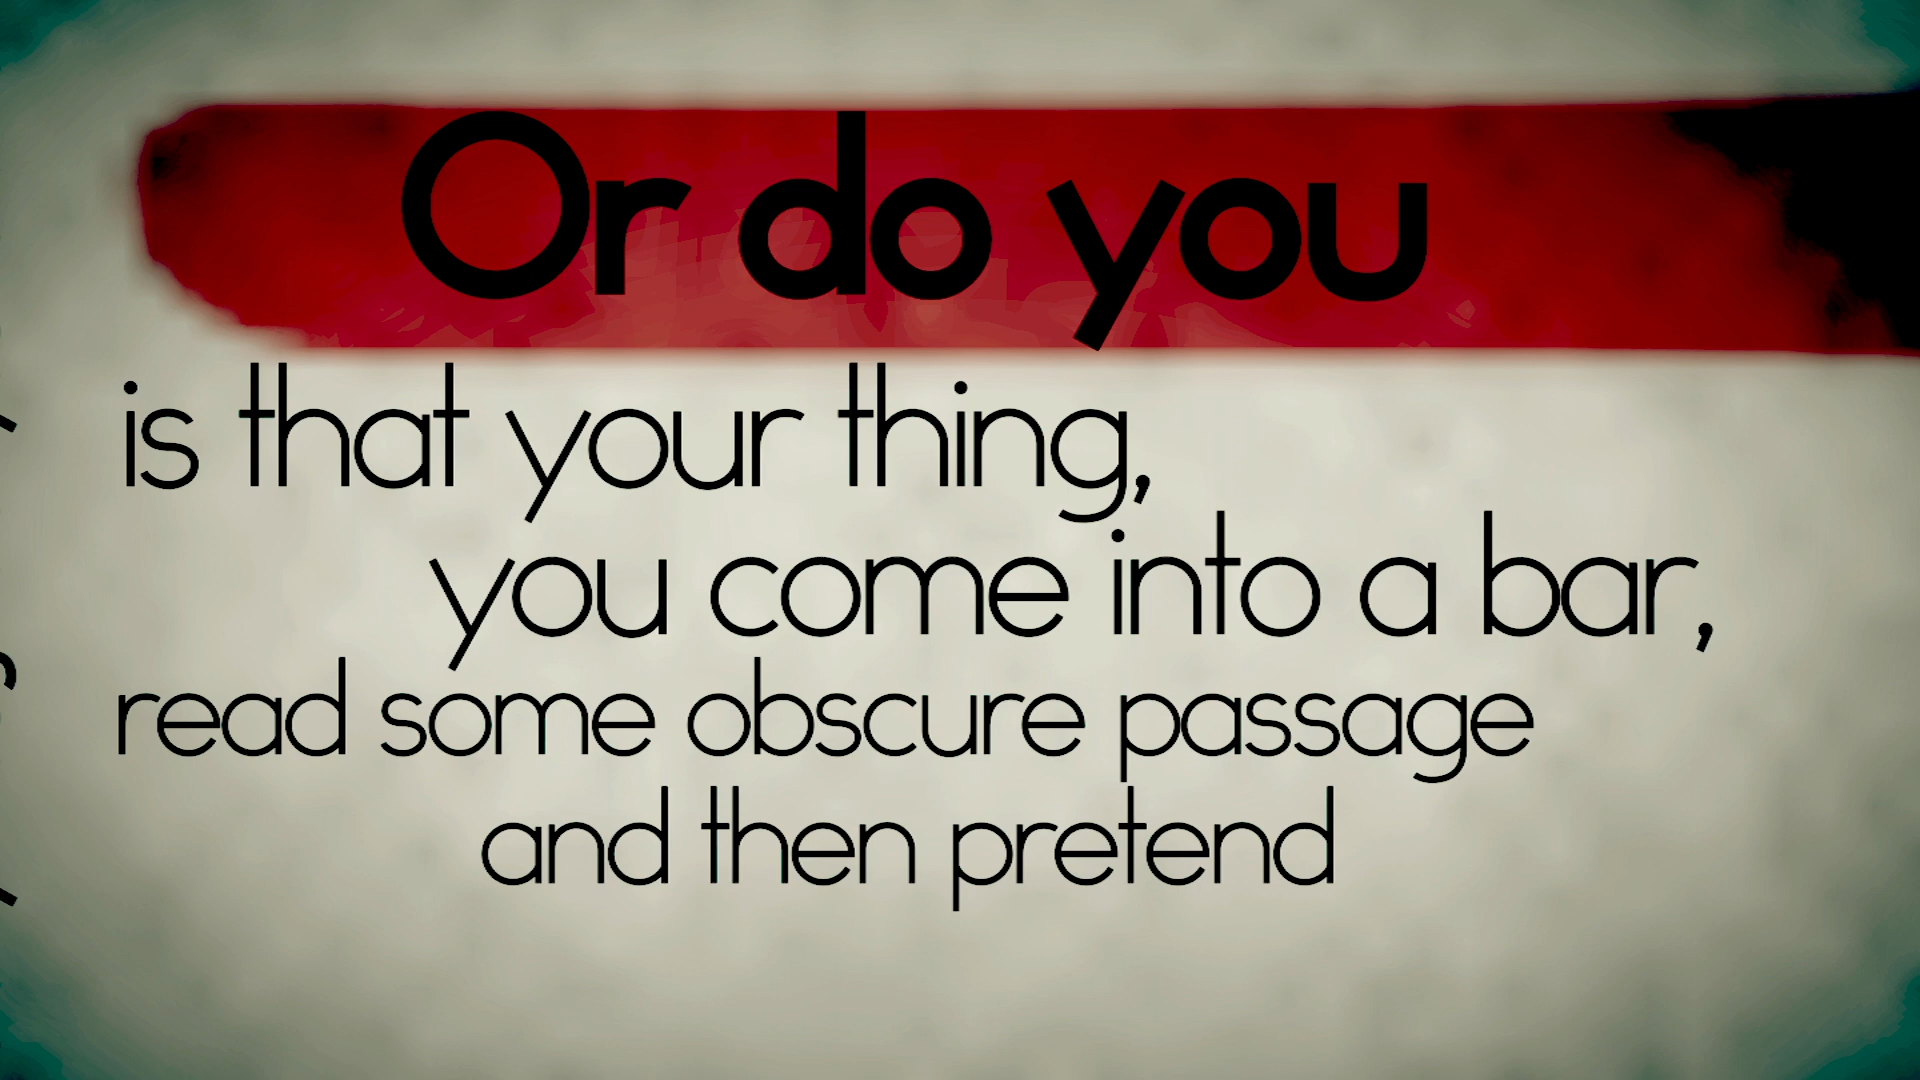 Or do you
is that your thing,
you come into a bar,
read some obscure passage
and then pretend